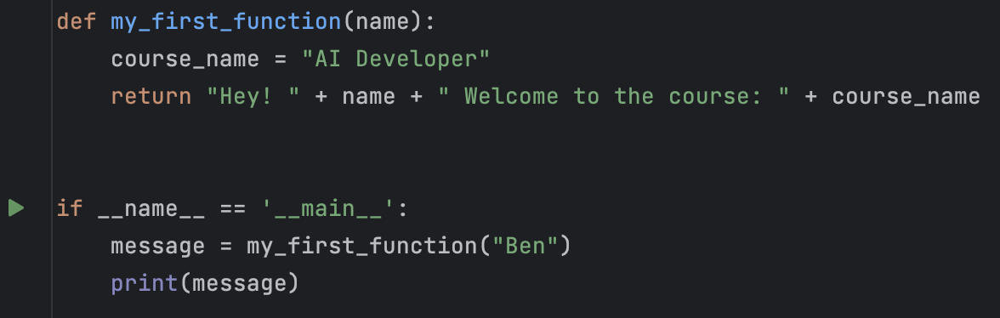 def my_first_function(name):
    course_name = "AI Developer"
    return "Hey! " + name + " Welcome to the course: " + course_name
if __name__ == '__main__':
    message = my_first_function("Ben")
    print(message)